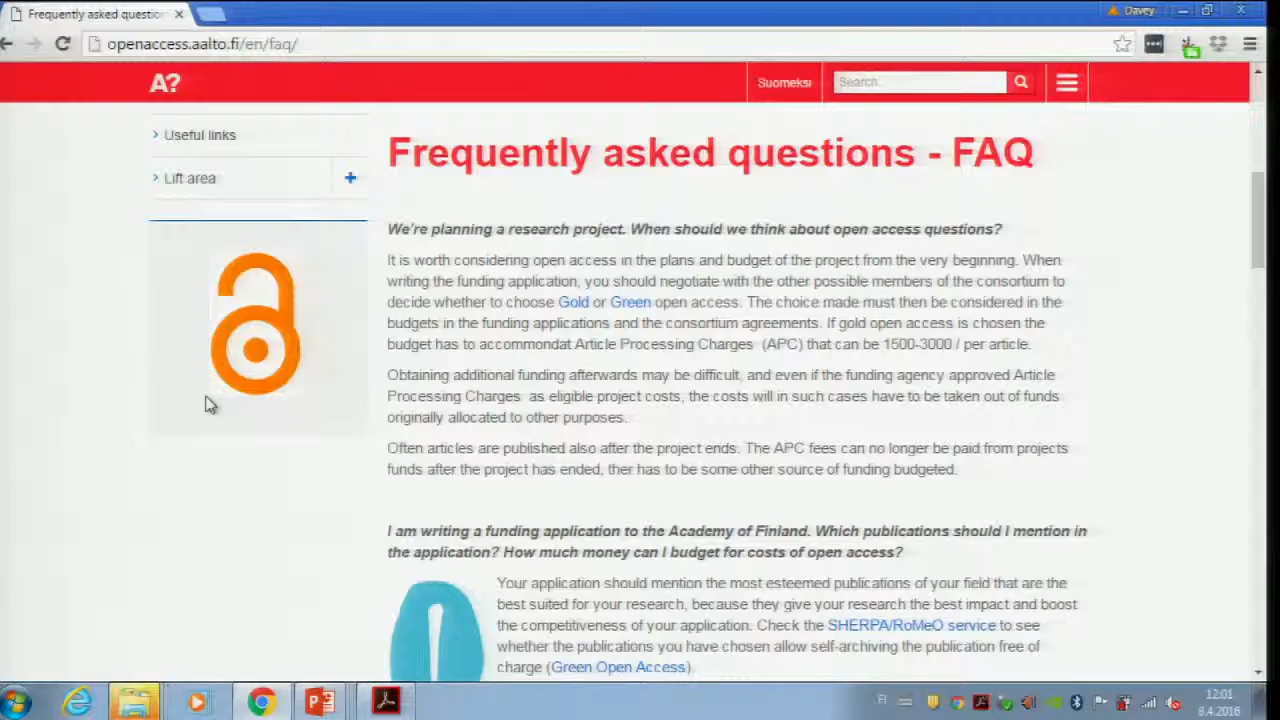 Frequently asked questio
Davey
openaccess.aalto.fi/en/faq/
A?
Suomeksi
Search...
Useful links
Lift area
Frequently asked questions - FAQ
We're planning a research project. When should we think about open access questions?
It is worth considering open access in the plans and budget of the project from the very beginning. When
writing the funding application, you should negotiate with the other possible members of the consortium to
decide whether to choose Gold or Green open access. The choice made must then be considered in the
budgets in the funding applications and the consortium agreements. If gold open access is chosen the
budget has to accommondat Article Processing Charges (APC) that can be 1500-3000 / per article.
Obtaining additional funding afterwards may be difficult, and even if the funding agency approved Article
Processing Charges as eligible project costs, the costs will in such cases have to be taken out of funds
originally allocated to other purposes.
Often articles are published also after the project ends. The APC fees can no longer be paid from projects
funds after the project has ended, ther has to be some other source of funding budgeted.
I am writing a funding application to the Academy of Finland. Which publications should I mention in
the application? How much money can I budget for costs of open access?
Your application should mention the most esteemed publications of your field that are the
best suited for your research, because they give your research the best impact and boost
the competitiveness of your application. Check the SHERPA/RoMeO service to see
whether the publications you have chosen allow self-archiving the publication free of
charge (Green Open Access).
FI
12:01
8.4.2016